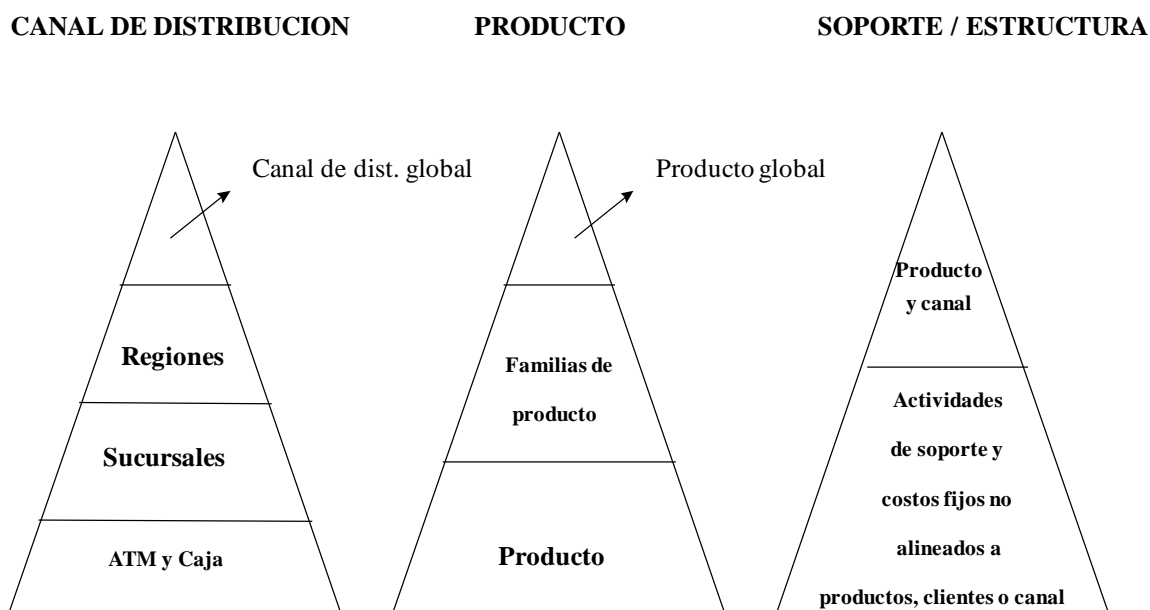 CANAL DE DISTRIBUCION
PRODUCTO
SOPORTE / ESTRUCTURA
Canal de dist. global
Regiones
Sucursales
ATM y Caja
Producto global
Familias de
producto
Producto
Producto
y canal
Actividades
de soporte y
costos fijos no
alineados a
productos, clientes o canal